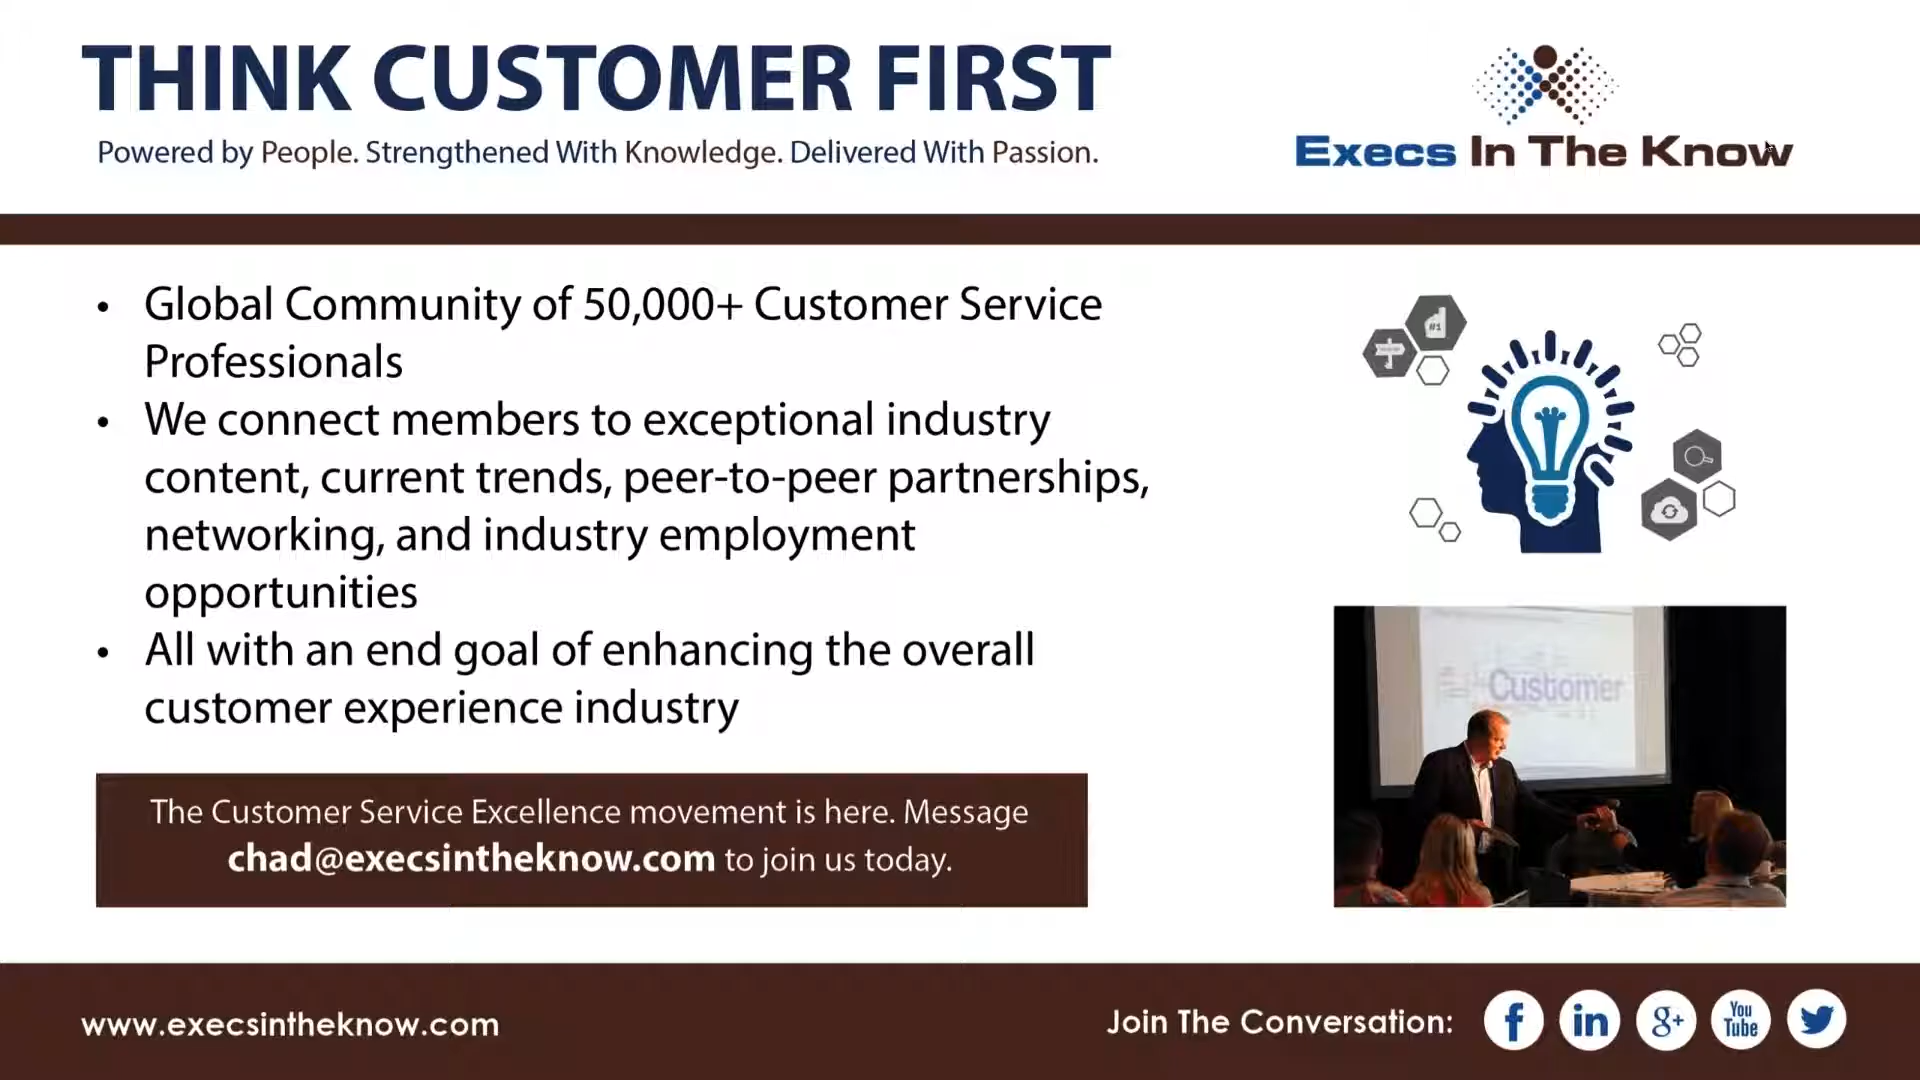 THINK CUSTOMER FIRST
Powered by People. Strengthened With Knowledge. Delivered With Passion.
Execs In The Know
• Global Community of 50,000+ Customer Service
Professionals
• We connect members to exceptional industry
content, current trends, peer-to-peer partnerships,
networking, and industry employment
opportunities
• All with an end goal of enhancing the overall
customer experience industry
#1
Customer
The Customer Service Excellence movement is here. Message
chad@execsintheknow.com to join us today.
www.execsintheknow.com
Join The Conversation:
f
in
g+
You
Tube